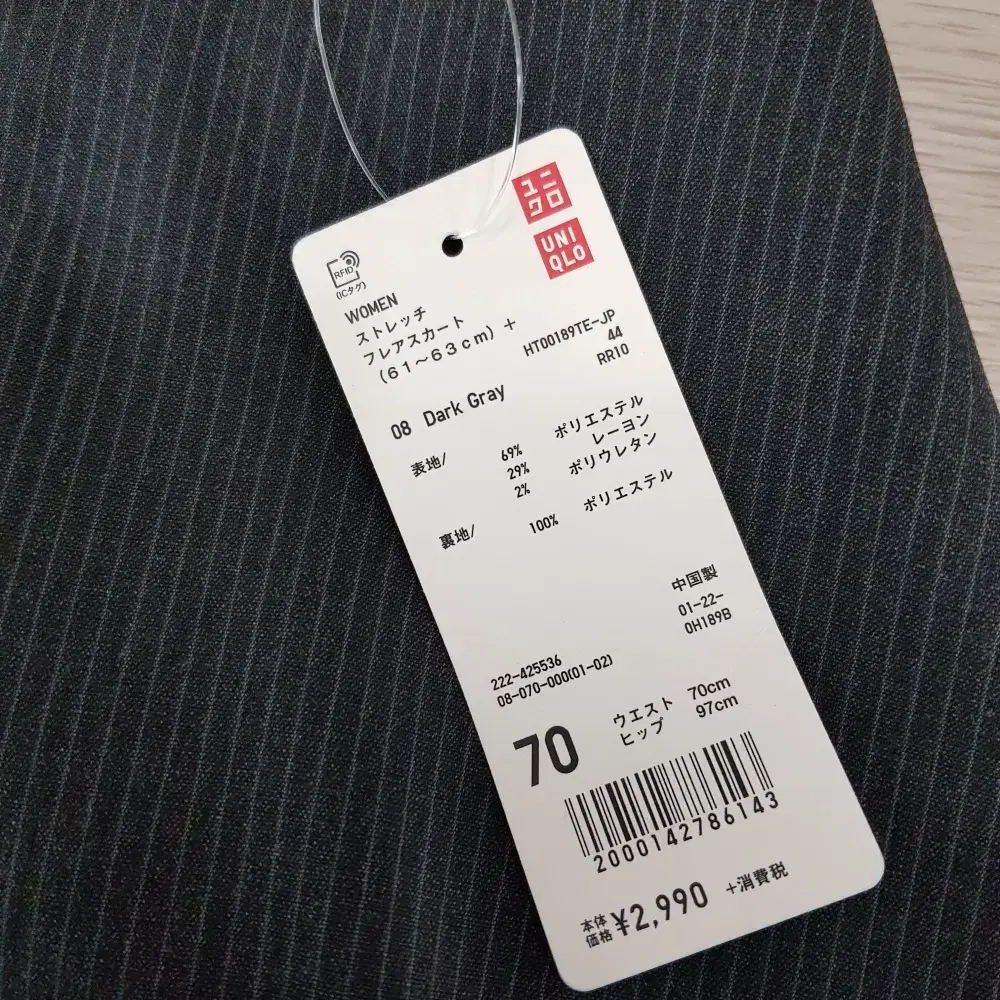 ユニ
クロ
UNI
QLO
RFID
(ICタグ)
WOMEN
ストレッチ
フレアスカート
(61~63cm) +
HT00189TE-JP
44
RR10
08 Dark Gray
表地/ 69% ポリエステル
29% レーヨン
2% ポリウレタン
裏地/ 100% ポリエステル
中国製
01-22-
0H189B
222-425536
08-070-000(01-02)
70
ウエスト 70cm
ヒップ 97cm
2000142786143
本体
価格 ¥2,990 +消費税